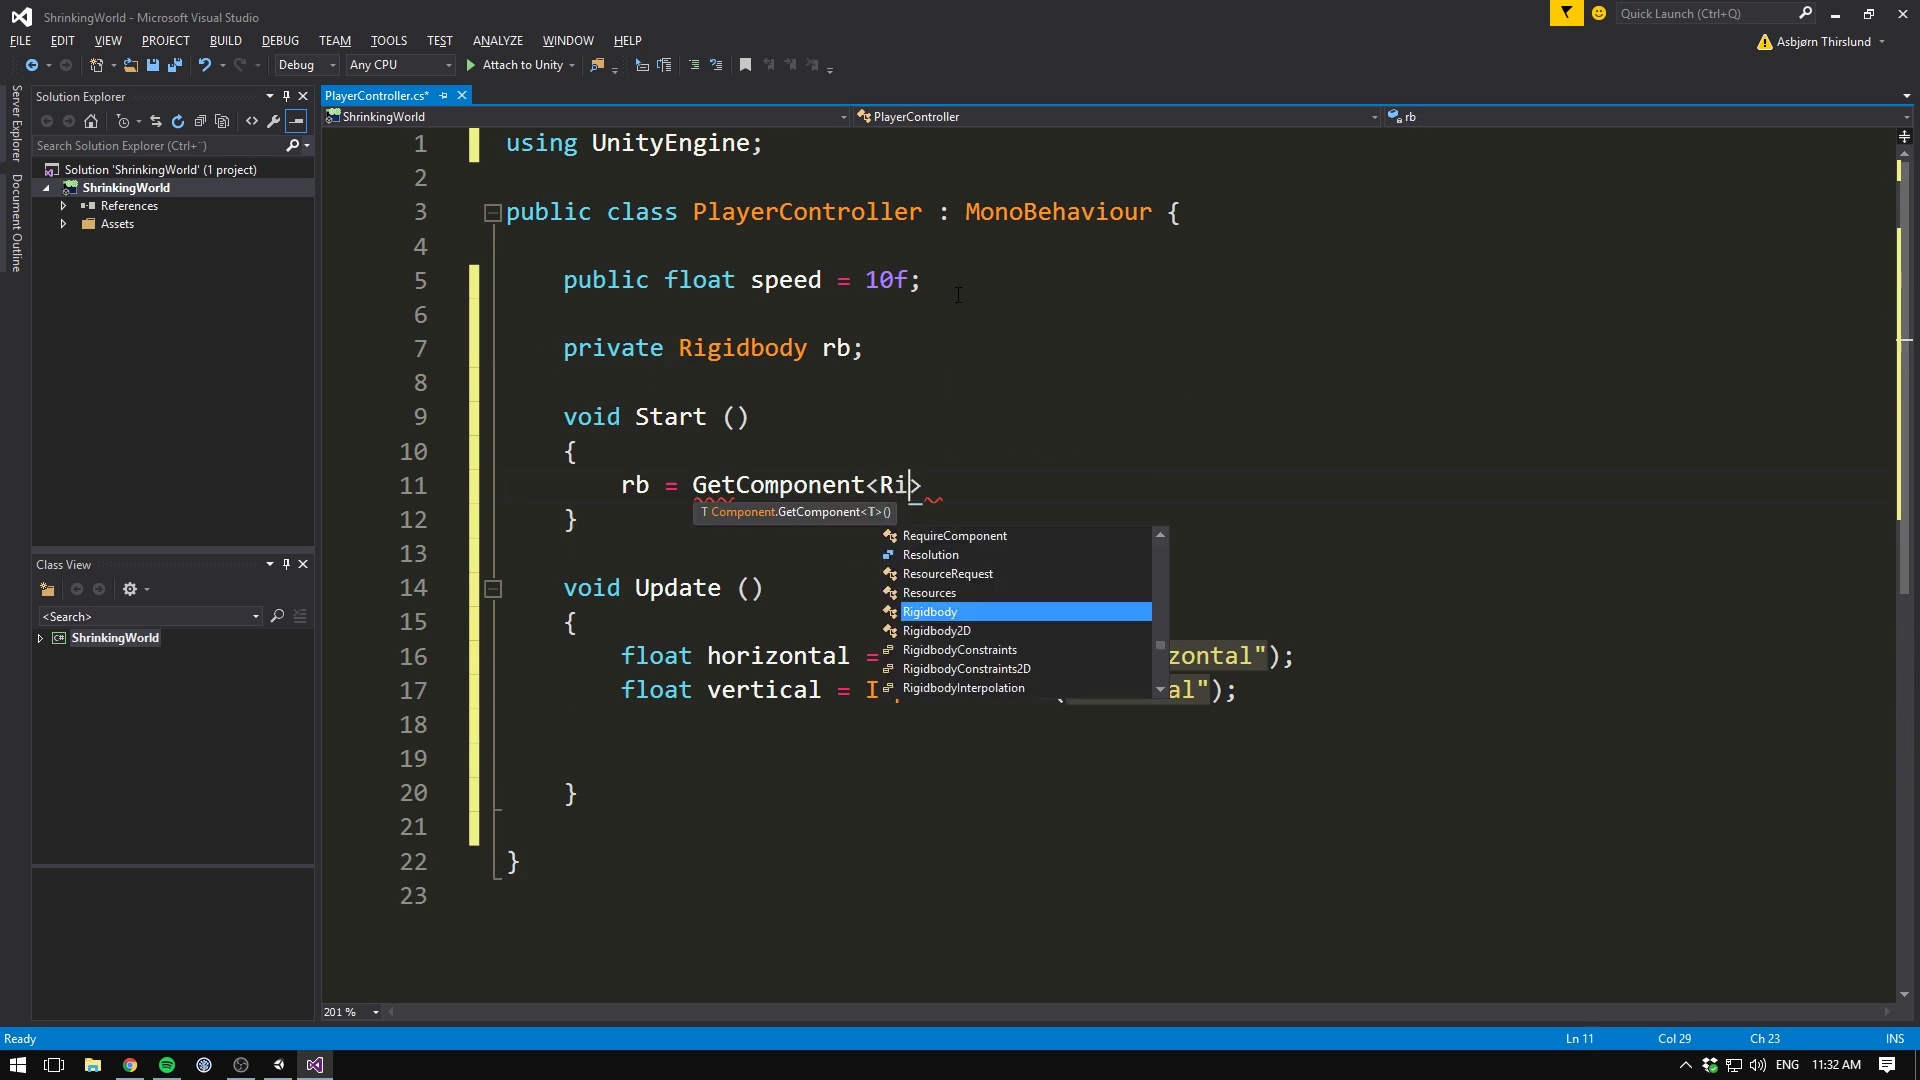 ShrinkingWorld - Microsoft Visual Studio
Quick Launch (Ctrl+Q)
FILE EDIT VIEW PROJECT BUILD DEBUG TEAM TOOLS TEST ANALYZE WINDOW HELP
Asbjørn Thirslund
Debug Any CPU Attach to Unity
Server Explorer
Document Outline
Solution Explorer
Search Solution Explorer (Ctrl+¨)
Solution 'ShrinkingWorld' (1 project)
ShrinkingWorld
References
Assets
Class View
<Search>
ShrinkingWorld
PlayerController.cs*
ShrinkingWorld PlayerController rb
1 using UnityEngine;
2
3 public class PlayerController : MonoBehaviour {
4
5 public float speed = 10f;
6
7 private Rigidbody rb;
8
9 void Start ()
10 {
11 rb = GetComponent<Ri>
T Component.GetComponent<T>()
12 }
13
14 void Update ()
15 {
16 float horizontal = zontal");
17 float vertical = I al");
18
19
20 }
21
22 }
23
RequireComponent
Resolution
ResourceRequest
Resources
Rigidbody
Rigidbody2D
RigidbodyConstraints
RigidbodyConstraints2D
RigidbodyInterpolation
201 %
Ready Ln 11 Col 29 Ch 23 INS
ENG 11:32 AM